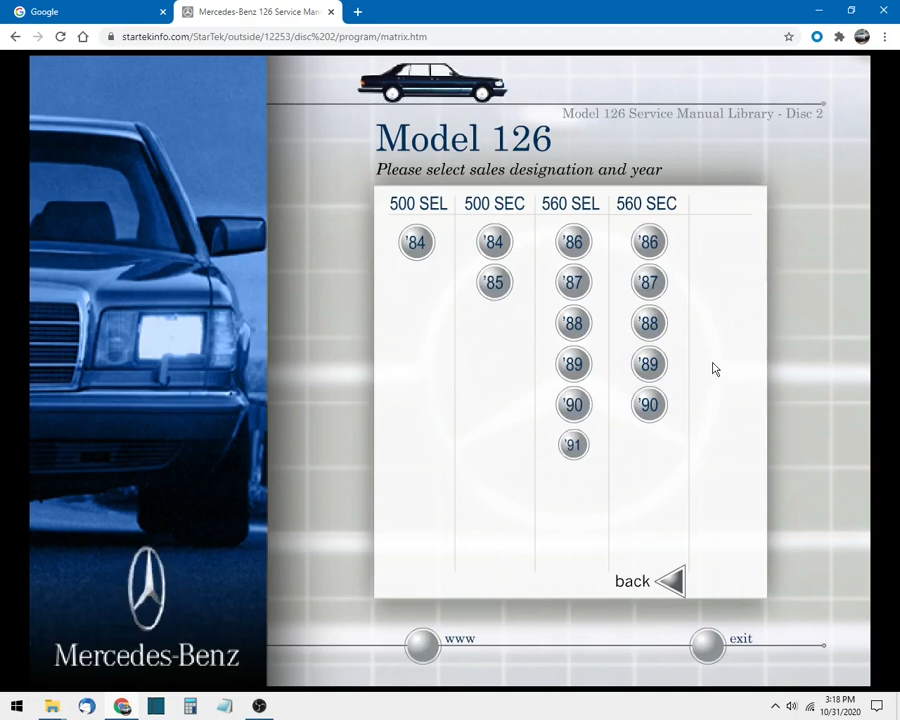 Google
Mercedes-Benz 126 Service Man
startekinfo.com/StarTek/outside/12253/disc%202/program/matrix.htm
Model 126 Service Manual Library - Disc 2
Model 126
Please select sales designation and year
500 SEL 500 SEC 560 SEL 560 SEC
'84 '84 '86 '86
'85 '87 '87
'88 '88
'89 '89
'90 '90
'91
back
www exit
Mercedes-Benz
3:18 PM
10/31/2020